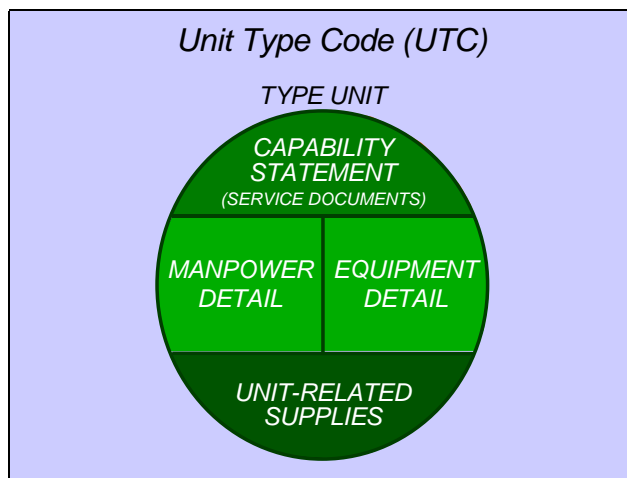 Unit Type Code (UTC)
TYPE UNIT
CAPABILITY
STATEMENT
(SERVICE DOCUMENTS)
MANPOWER
DETAIL
EQUIPMENT
DETAIL
UNIT-RELATED
SUPPLIES